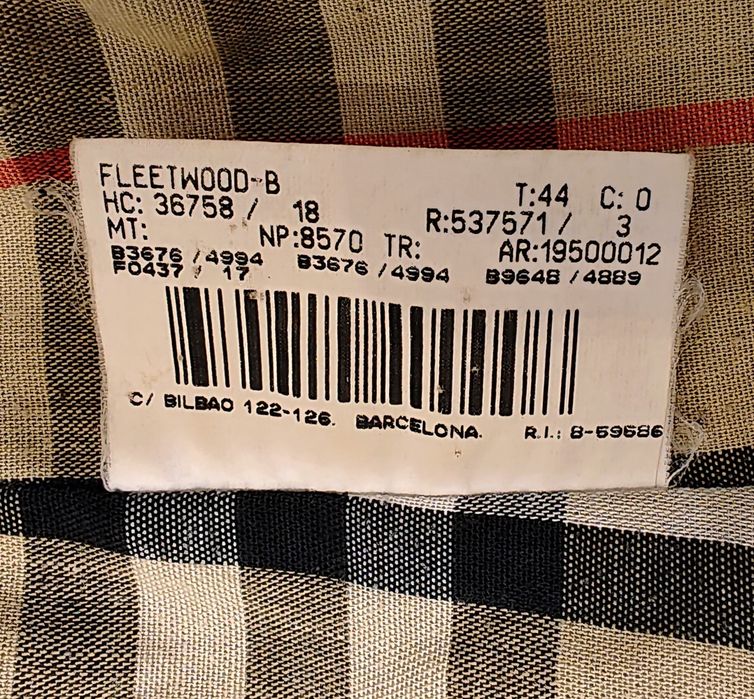 FLEETWOOD-B T:44 C: 0
HC: 36758 / 18 R:537571 / 3
MT: NP:8570 TR: AR:19500012
B3676 /4994 B3676 /4994 B9648 /4889
F0437 / 17
C/ BILBAO 122-126. BARCELONA. R.I.: 8-59686